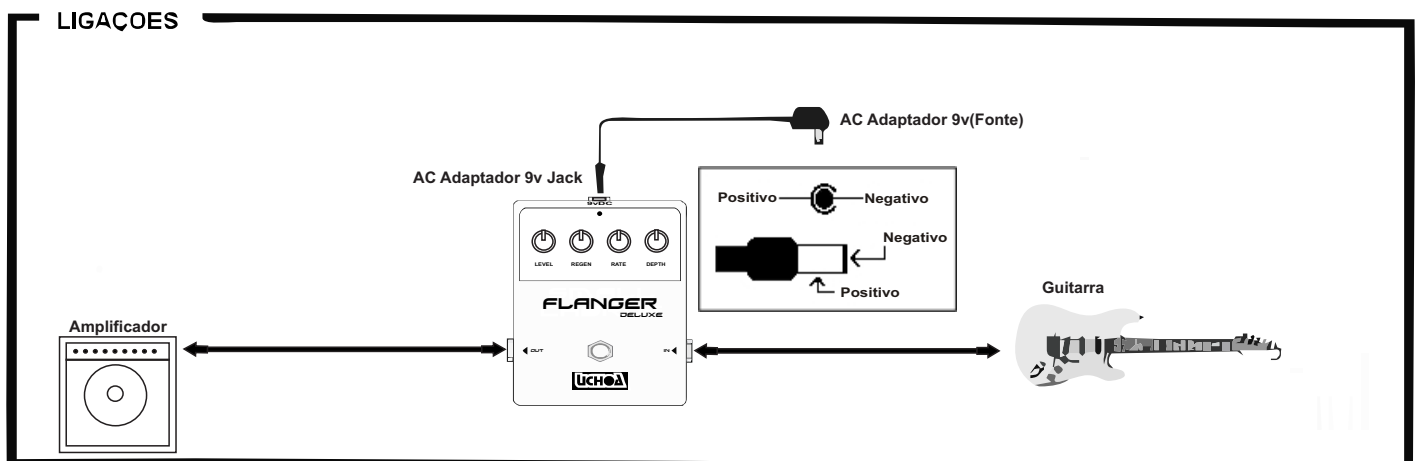 LIGAÇOES
AC Adaptador 9v(Fonte)
AC Adaptador 9v Jack
9VDC
Positivo Negativo
Negativo
Positivo
LEVEL REGEN RATE DEPTH
FLANGER
DELUXE
Guitarra
Amplificador
OUT IN
UCHOA